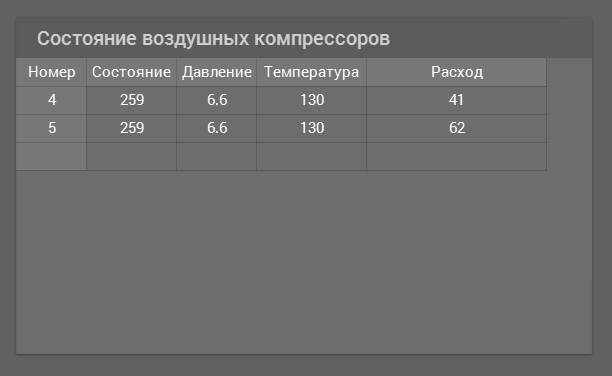 Состояние воздушных компрессоров
Номер Состояние Давление Температура Расход
4 259 6.6 130 41
5 259 6.6 130 62